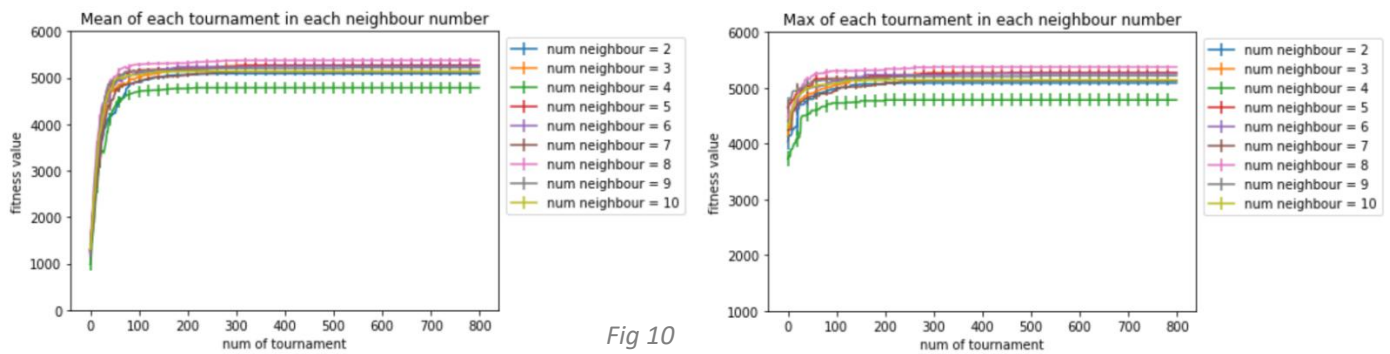 Mean of each tournament in each neighbour number
6000
5000
4000
3000
2000
1000
0
fitness value
0 100 200 300 400 500 600 700 800
num of tournament
num neighbour = 2
num neighbour = 3
num neighbour = 4
num neighbour = 5
num neighbour = 6
num neighbour = 7
num neighbour = 8
num neighbour = 9
num neighbour = 10
Fig 10
Max of each tournament in each neighbour number
6000
5000
4000
3000
2000
1000
fitness value
0 100 200 300 400 500 600 700 800
num of tournament
num neighbour = 2
num neighbour = 3
num neighbour = 4
num neighbour = 5
num neighbour = 6
num neighbour = 7
num neighbour = 8
num neighbour = 9
num neighbour = 10